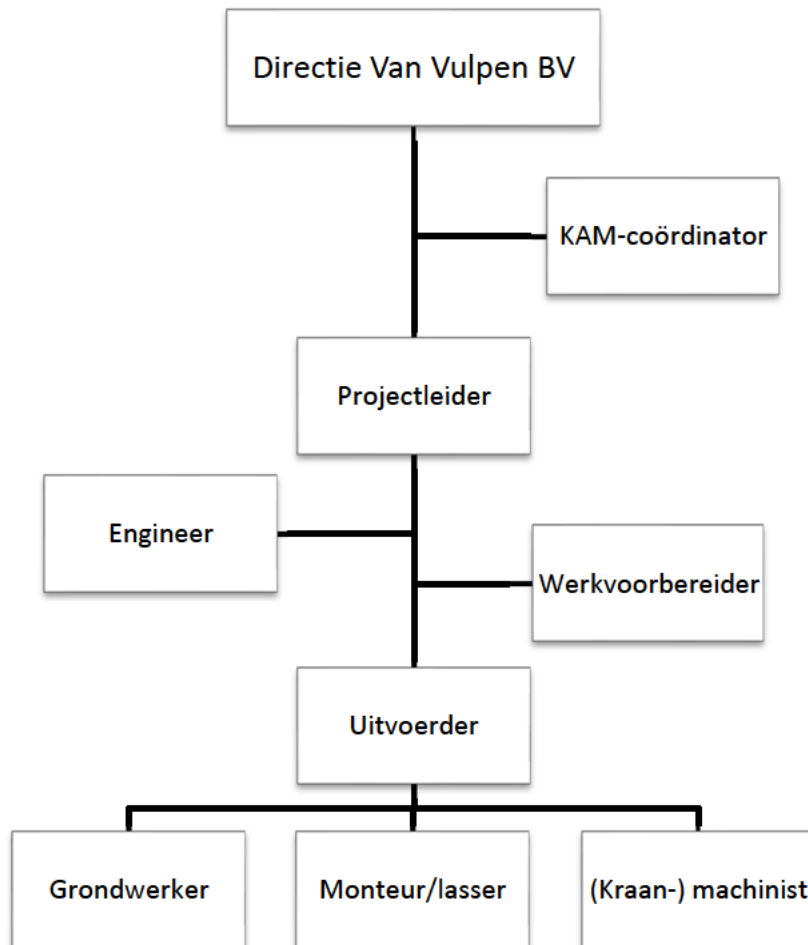 Directie Van Vulpen BV
KAM-coördinator
Projectleider
Engineer
Werkvoorbereider
Uitvoerder
Grondwerker
Monteur/lasser
(Kraan-) machinist